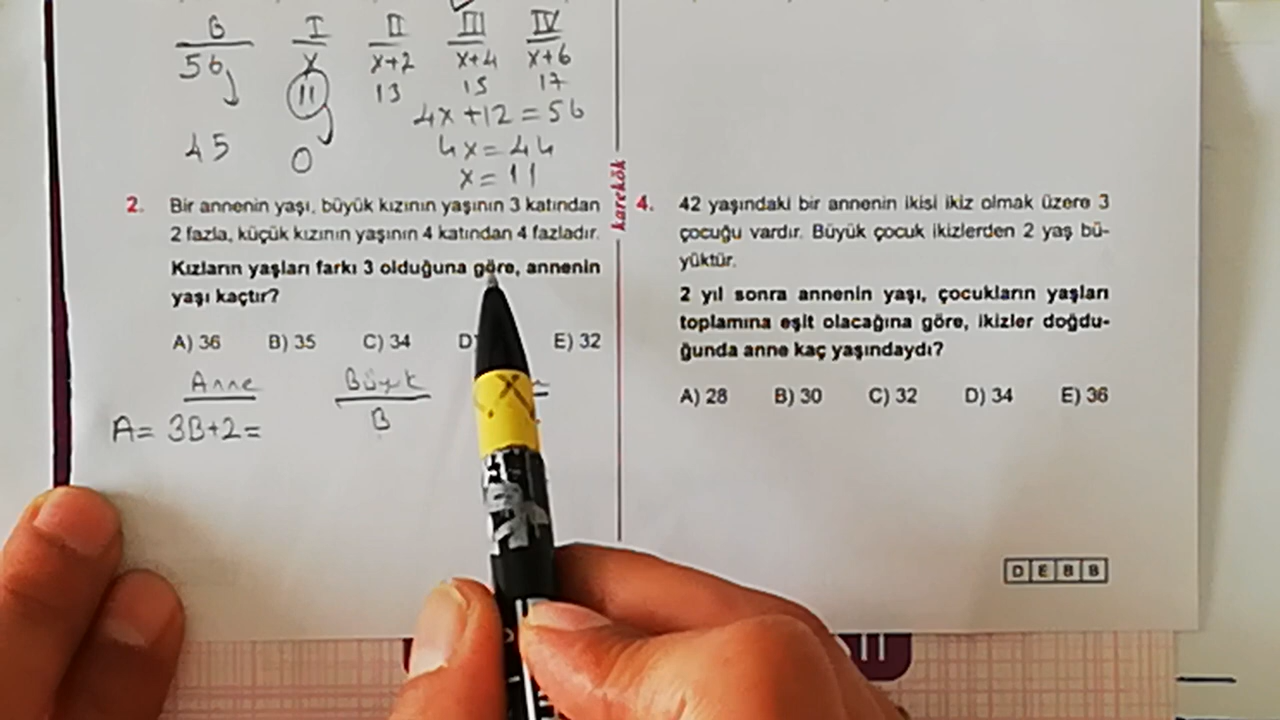 B I II III IV
56 x x+2 x+4 x+6
11 13 15 17
4x+12=56
45 0 4x=44
x=11
2. Bir annenin yaşı, büyük kızının yaşının 3 katından
2 fazla, küçük kızının yaşının 4 katından 4 fazladır.
Kızların yaşları farkı 3 olduğuna göre, annenin
yaşı kaçtır?
A) 36 B) 35 C) 34 D E) 32
Anne Büyük
A= 3B+2= B
karekök
4. 42 yaşındaki bir annenin ikisi ikiz olmak üzere 3
çocuğu vardır. Büyük çocuk ikizlerden 2 yaş bü-
yüktür.
2 yıl sonra annenin yaşı, çocukların yaşları
toplamına eşit olacağına göre, ikizler doğdu-
ğunda anne kaç yaşındaydı?
A) 28 B) 30 C) 32 D) 34 E) 36
D E B B